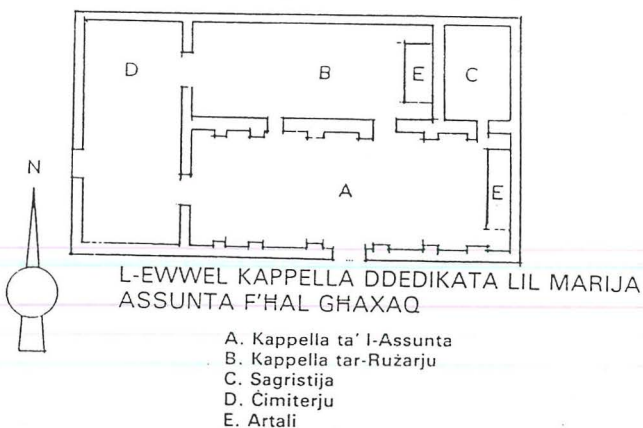 D
B
E
C
N
A
E
L-EWWEL KAPPELLA DDEDIKATA LIL MARIJA
ASSUNTA F'ĦAL GĦAXAQ
A. Kappella ta' l-Assunta
B. Kappella tar-Rużarju
C. Sagristija
D. Ċimiterju
E. Artali